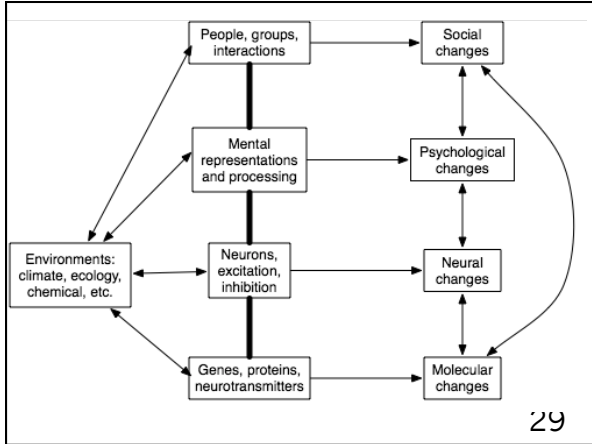 People, groups,
interactions
Social
changes
Mental
representations
and processing
Psychological
changes
Environments:
climate, ecology,
chemical, etc.
Neurons,
excitation,
inhibition
Neural
changes
Genes, proteins,
neurotransmitters
Molecular
changes
29